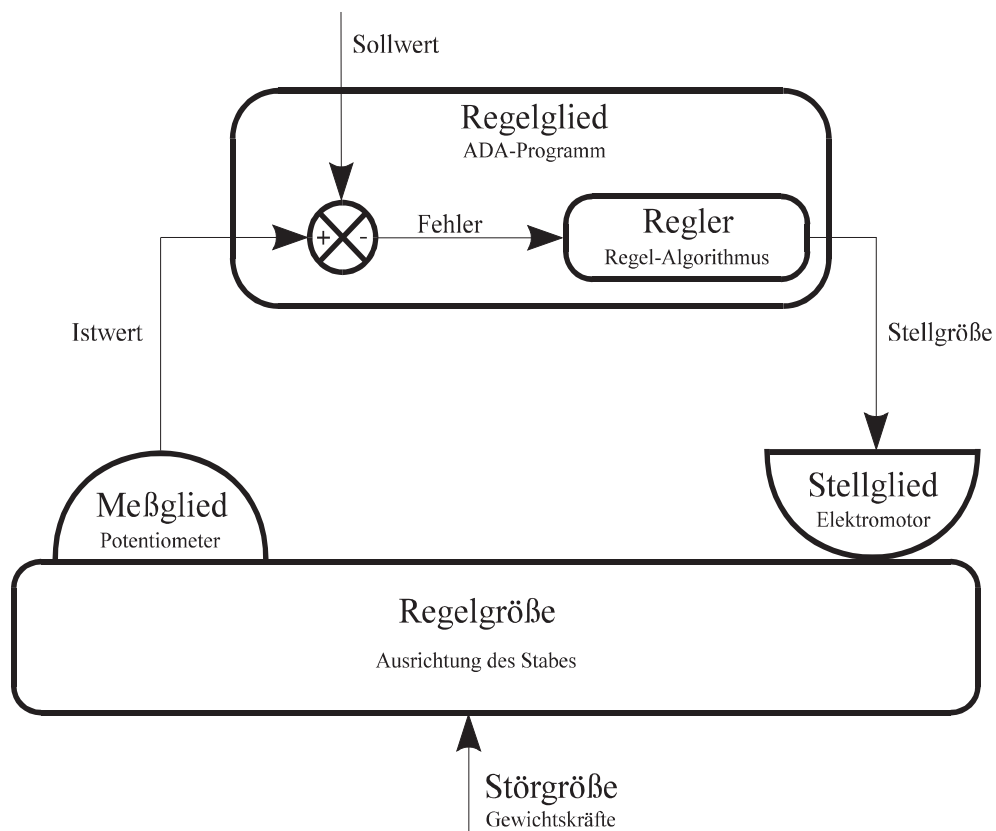 Sollwert
Regelglied
ADA-Programm
+ -
Fehler
Regler
Regel-Algorithmus
Istwert
Stellgröße
Meßglied
Potentiometer
Stellglied
Elektromotor
Regelgröße
Ausrichtung des Stabes
Störgröße
Gewichtskräfte